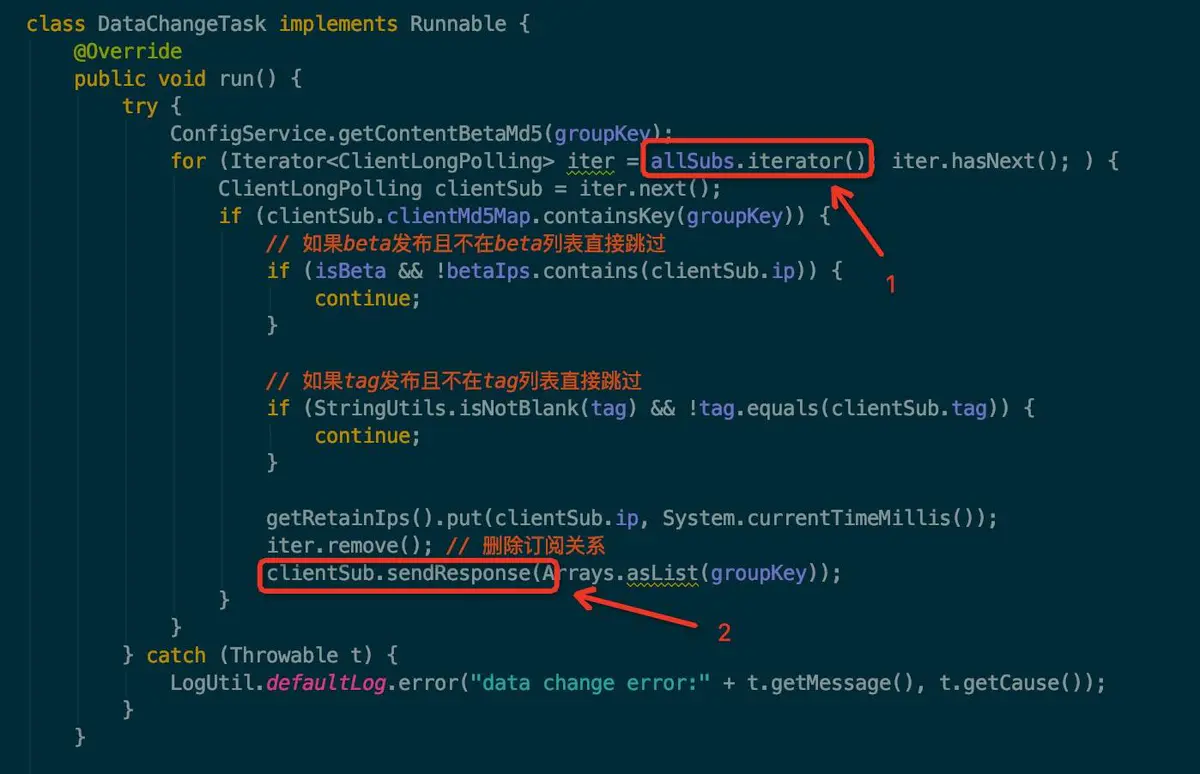 class DataChangeTask implements Runnable {
@Override
public void run() {
try {
ConfigService.getContentBetaMd5(groupKey);
for (Iterator<ClientLongPolling> iter = allSubs.iterator() iter.hasNext(); ) {
ClientLongPolling clientSub = iter.next();
if (clientSub.clientMd5Map.containsKey(groupKey)) {
// 如果beta发布且不在beta列表直接跳过
if (isBeta && !betaIps.contains(clientSub.ip)) {
continue;
}
1
// 如果tag发布且不在tag列表直接跳过
if (StringUtils.isNotBlank(tag) && !tag.equals(clientSub.tag)) {
continue;
}
getRetainIps().put(clientSub.ip, System.currentTimeMillis());
iter.remove(); // 删除订阅关系
clientSub.sendResponse(Arrays.asList(groupKey));
}
2
}
} catch (Throwable t) {
LogUtil.defaultLog.error("data change error:" + t.getMessage(), t.getCause());
}
}